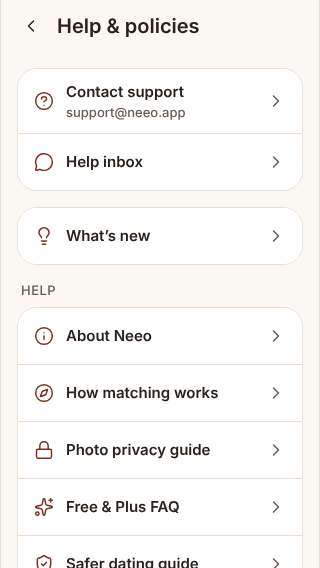 Help & policies
Contact support
support@neeo.app
Help inbox
What’s new
HELP
About Neeo
How matching works
Photo privacy guide
Free & Plus FAQ
Safer dating guide